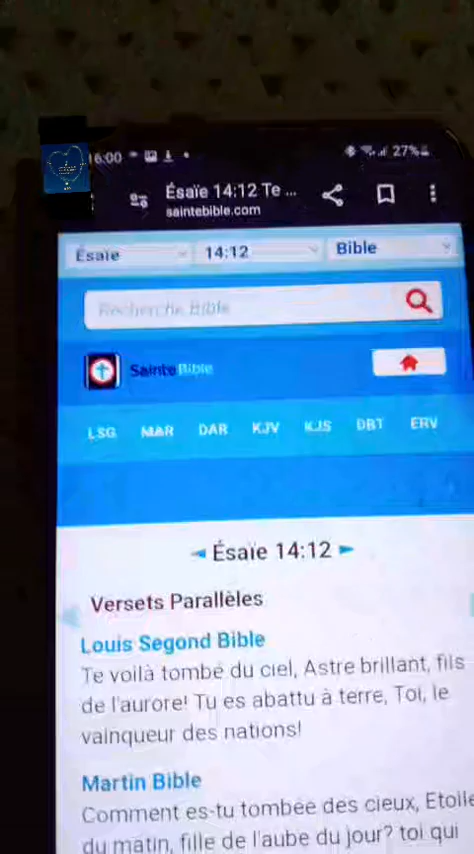 16:00 27%
Ésaïe 14:12 Te ...
saintebible.com
Ésaïe 14:12 Bible
Recherche Bible
SainteBible
LSG MAR DAR KJV KJS DBT ERV
Ésaïe 14:12
Versets Parallèles
Louis Segond Bible
Te voilà tombé du ciel, Astre brillant, fils
de l'aurore! Tu es abattu à terre, Toi, le
vainqueur des nations!
Martin Bible
Comment es-tu tombée des cieux, Etoile
du matin, fille de l'aube du jour? toi qui